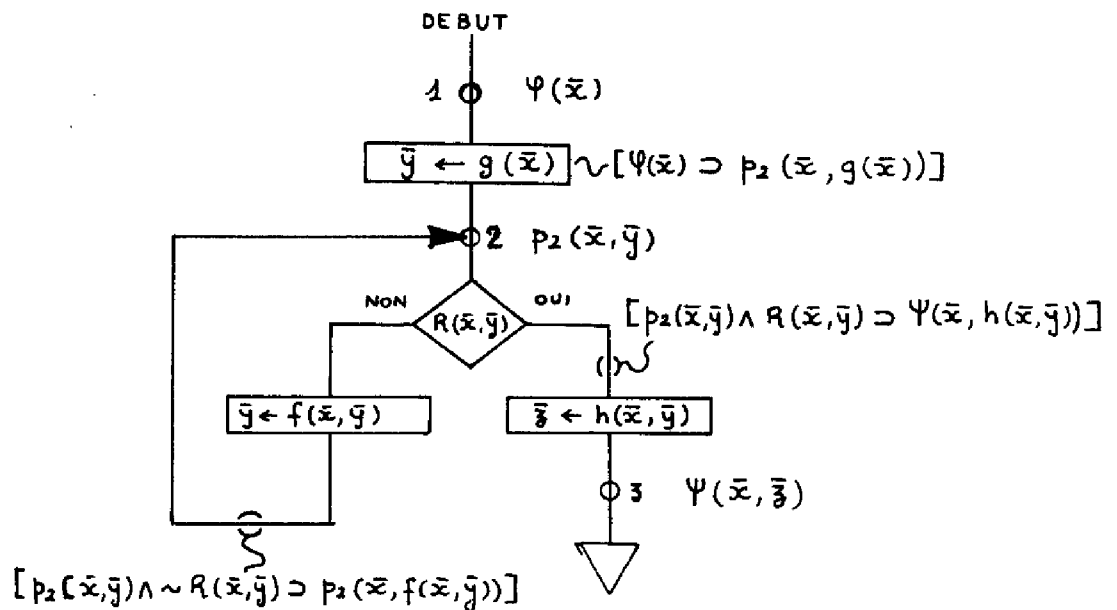 DEBUT
1 φ(x̄)
ȳ ← g(x̄) ~ [φ(x̄) ⊃ p₂(x̄, g(x̄))]
2 p₂(x̄,ȳ)
NON R(x̄,ȳ) OUI
[p₂(x̄,ȳ) ∧ R(x̄,ȳ) ⊃ Ψ(x̄, h(x̄,ȳ))]
ȳ ← f(x̄,ȳ) z̄ ← h(x̄,ȳ)
3 Ψ(x̄,z̄)
[p₂(x̄,ȳ) ∧ ~ R(x̄,ȳ) ⊃ p₂(x̄, f(x̄,ȳ))]